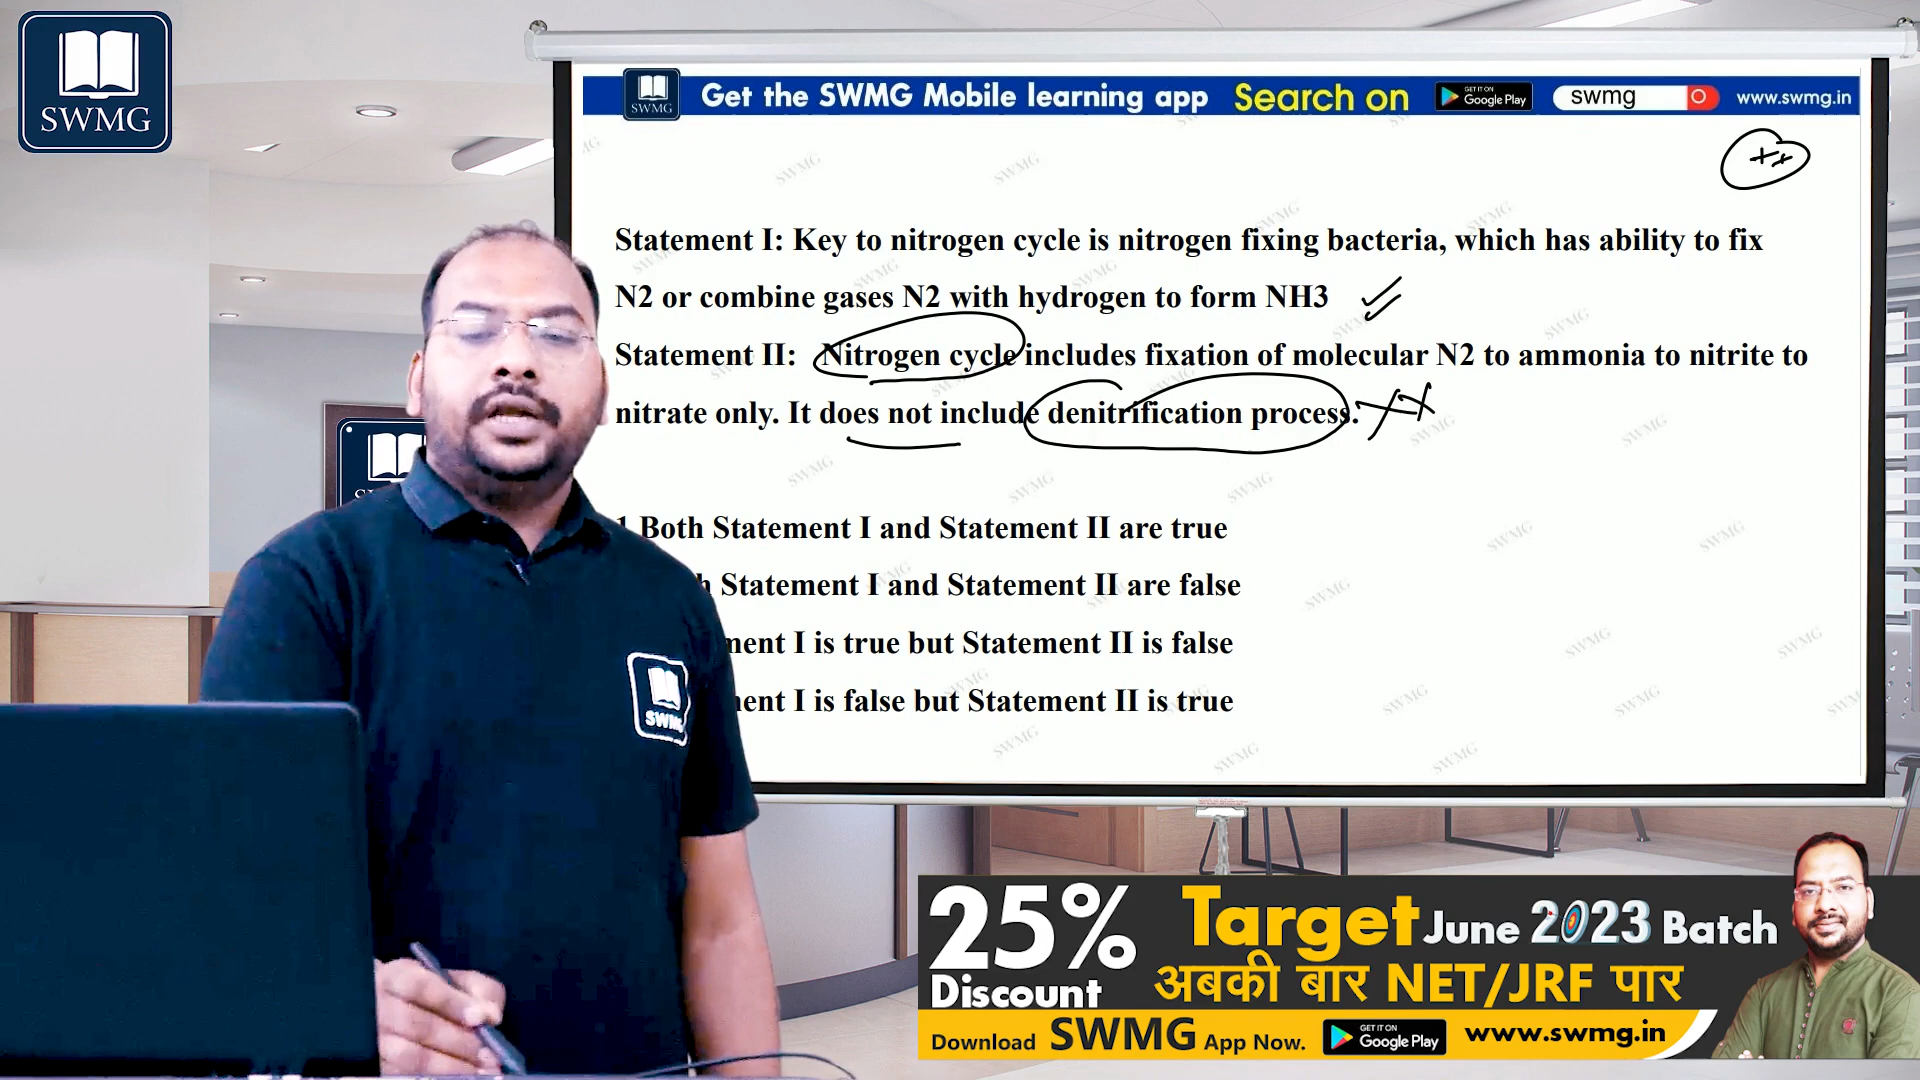 SWMG
SWMG
Get the SWMG Mobile learning app Search on GET IT ON Google Play swmg www.swmg.in
Statement I: Key to nitrogen cycle is nitrogen fixing bacteria, which has ability to fix
N2 or combine gases N2 with hydrogen to form NH3
Statement II: Nitrogen cycle includes fixation of molecular N2 to ammonia to nitrite to
nitrate only. It does not include denitrification process.
1 Both Statement I and Statement II are true
Statement I and Statement II are false
I is true but Statement II is false
I is false but Statement II is true
SWMG
25% Discount
Target June 2023 Batch
अबकी बार NET/JRF पार
Download SWMG App Now. GET IT ON Google Play www.swmg.in